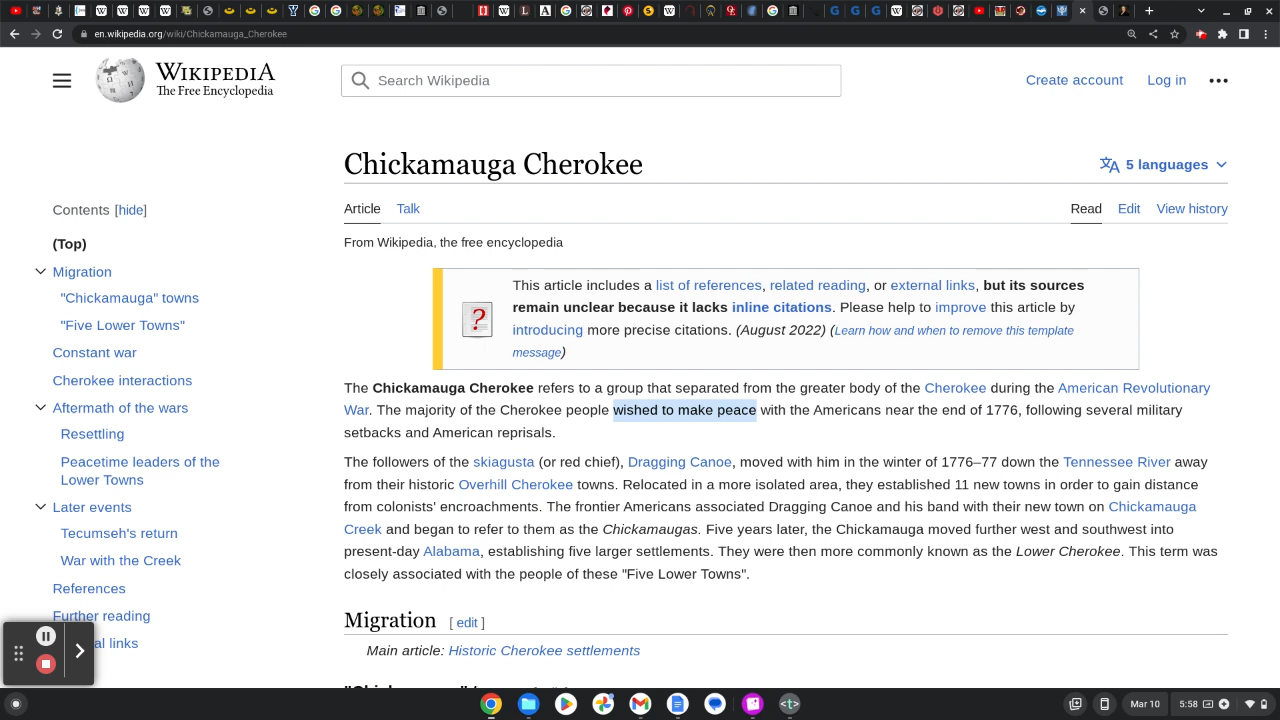 en.wikipedia.org/wiki/Chickamauga_Cherokee
WIKIPEDIA
The Free Encyclopedia
Search Wikipedia
Create account
Log in
Chickamauga Cherokee
5 languages
Contents [hide]
Article
Talk
Read
Edit
View history
(Top)
From Wikipedia, the free encyclopedia
Migration
"Chickamauga" towns
"Five Lower Towns"
Constant war
Cherokee interactions
Aftermath of the wars
Resettling
Peacetime leaders of the
Lower Towns
Later events
Tecumseh's return
War with the Creek
References
Further reading
al links
This article includes a list of references, related reading, or external links, but its sources
remain unclear because it lacks inline citations. Please help to improve this article by
introducing more precise citations. (August 2022) (Learn how and when to remove this template
message)
The Chickamauga Cherokee refers to a group that separated from the greater body of the Cherokee during the American Revolutionary
War. The majority of the Cherokee people wished to make peace with the Americans near the end of 1776, following several military
setbacks and American reprisals.
The followers of the skiagusta (or red chief), Dragging Canoe, moved with him in the winter of 1776–77 down the Tennessee River away
from their historic Overhill Cherokee towns. Relocated in a more isolated area, they established 11 new towns in order to gain distance
from colonists' encroachments. The frontier Americans associated Dragging Canoe and his band with their new town on Chickamauga
Creek and began to refer to them as the Chickamaugas. Five years later, the Chickamauga moved further west and southwest into
present-day Alabama, establishing five larger settlements. They were then more commonly known as the Lower Cherokee. This term was
closely associated with the people of these "Five Lower Towns".
Migration [ edit ]
Main article: Historic Cherokee settlements
Mar 10
5:58